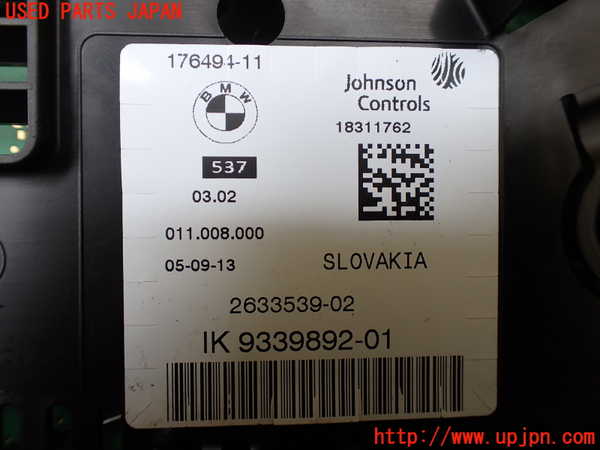 USED PARTS JAPAN
176494-11
BMW
Johnson
Controls
18311762
537
03.02
011.008.000
05-09-13
SLOVAKIA
2633539-02
IK 9339892-01
http://www.upjpn.com/